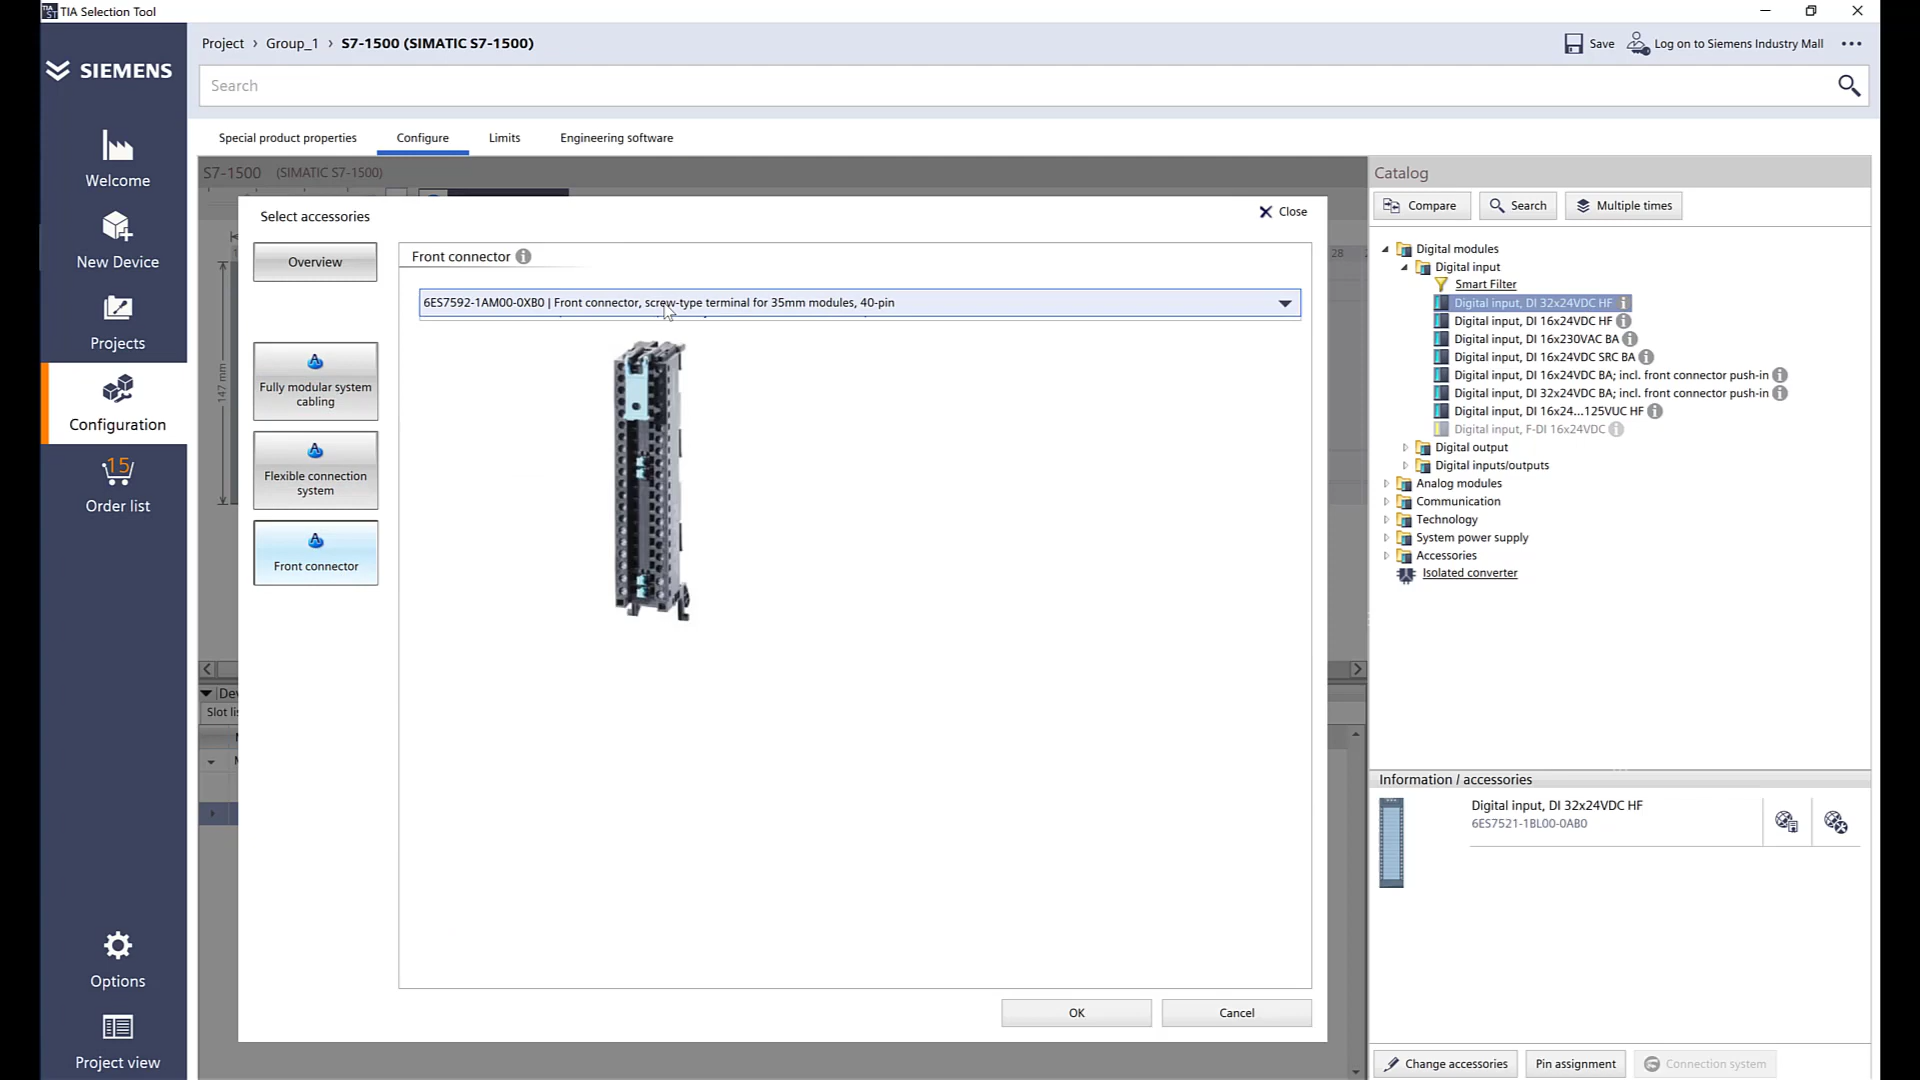 TIA Selection Tool
Project › Group_1 › S7-1500 (SIMATIC S7-1500)
Save
Log on to Siemens Industry Mall
SIEMENS
Search
Welcome
New Device
Projects
Configuration
15
Order list
Options
Project view
Special product properties
Configure
Limits
Engineering software
S7-1500 (SIMATIC S7-1500)
28
147 mm
Slot li
Select accessories
Close
Overview
Fully modular system
cabling
Flexible connection
system
Front connector
Front connector
6ES7592-1AM00-0XB0 | Front connector, screw-type terminal for 35mm modules, 40-pin
OK
Cancel
Catalog
Compare
Search
Multiple times
Digital modules
Digital input
Smart Filter
Digital input, DI 32x24VDC HF
Digital input, DI 16x24VDC HF
Digital input, DI 16x230VAC BA
Digital input, DI 16x24VDC SRC BA
Digital input, DI 16x24VDC BA; incl. front connector push-in
Digital input, DI 32x24VDC BA; incl. front connector push-in
Digital input, DI 16x24...125VUC HF
Digital input, F-DI 16x24VDC
Digital output
Digital inputs/outputs
Analog modules
Communication
Technology
System power supply
Accessories
Isolated converter
Information / accessories
Digital input, DI 32x24VDC HF
6ES7521-1BL00-0AB0
Change accessories
Pin assignment
Connection system